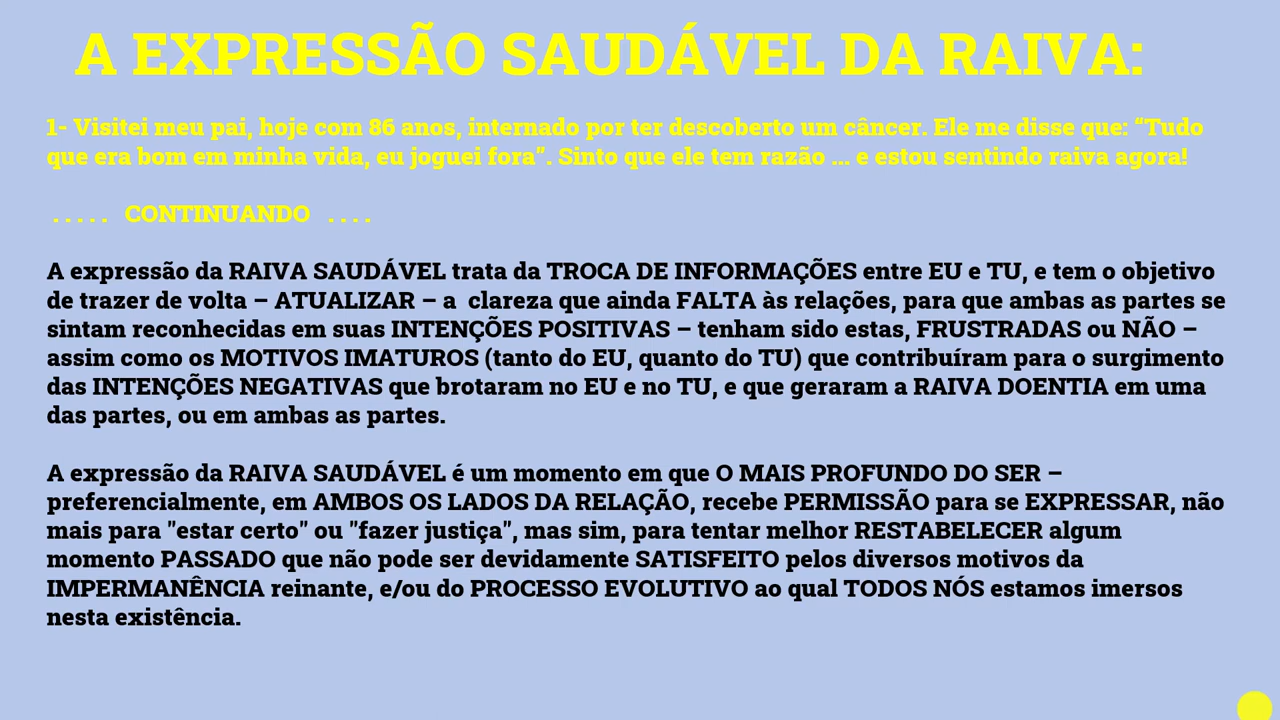 A EXPRESSÃO SAUDÁVEL DA RAIVA:
1- Visitei meu pai, hoje com 86 anos, internado por ter descoberto um câncer. Ele me disse que: “Tudo
que era bom em minha vida, eu joguei fora”. Sinto que ele tem razão ... e estou sentindo raiva agora!
. . . . . CONTINUANDO . . . .
A expressão da RAIVA SAUDÁVEL trata da TROCA DE INFORMAÇÕES entre EU e TU, e tem o objetivo
de trazer de volta – ATUALIZAR – a clareza que ainda FALTA às relações, para que ambas as partes se
sintam reconhecidas em suas INTENÇÕES POSITIVAS – tenham sido estas, FRUSTRADAS ou NÃO –
assim como os MOTIVOS IMATUROS (tanto do EU, quanto do TU) que contribuíram para o surgimento
das INTENÇÕES NEGATIVAS que brotaram no EU e no TU, e que geraram a RAIVA DOENTIA em uma
das partes, ou em ambas as partes.
A expressão da RAIVA SAUDÁVEL é um momento em que O MAIS PROFUNDO DO SER –
preferencialmente, em AMBOS OS LADOS DA RELAÇÃO, recebe PERMISSÃO para se EXPRESSAR, não
mais para "estar certo" ou "fazer justiça", mas sim, para tentar melhor RESTABELECER algum
momento PASSADO que não pode ser devidamente SATISFEITO pelos diversos motivos da
IMPERMANÊNCIA reinante, e/ou do PROCESSO EVOLUTIVO ao qual TODOS NÓS estamos imersos
nesta existência.